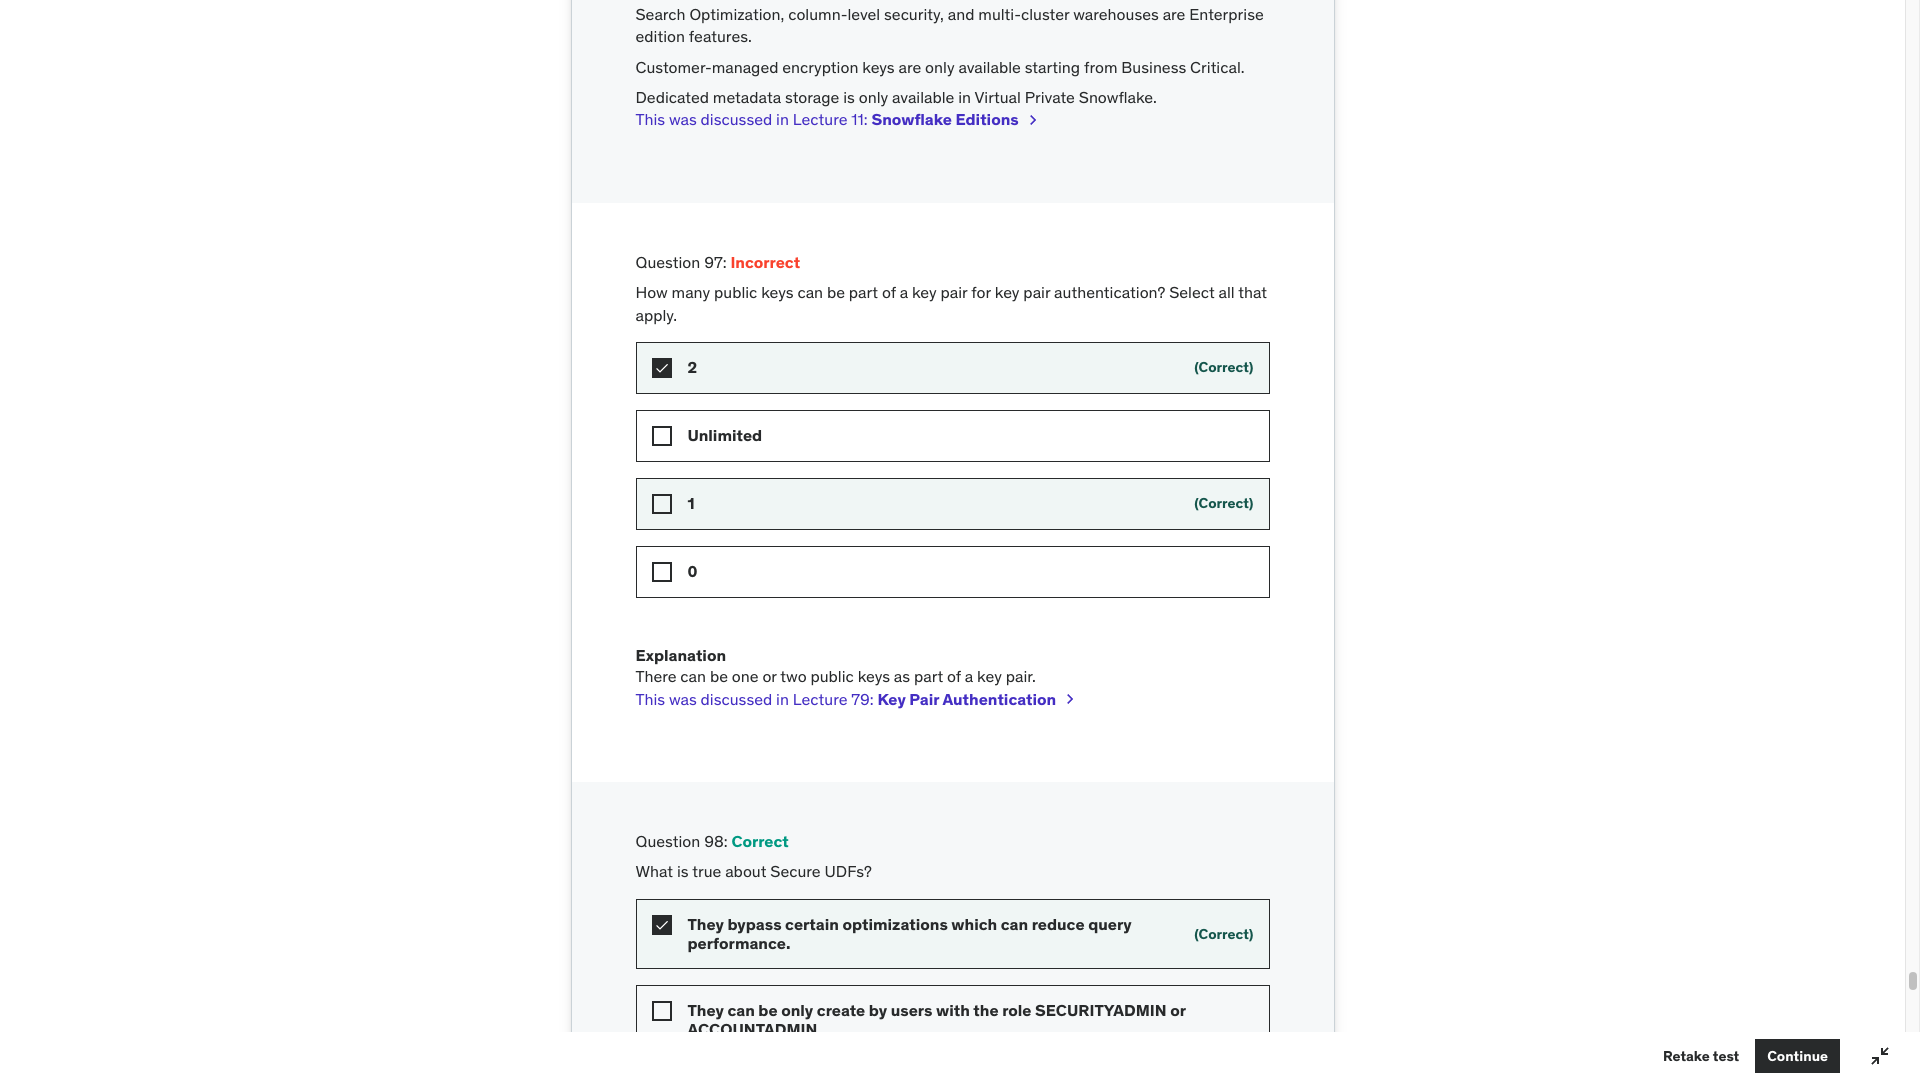 Search Optimization, column-level security, and multi-cluster warehouses are Enterprise
edition features.
Customer-managed encryption keys are only available starting from Business Critical.
Dedicated metadata storage is only available in Virtual Private Snowflake.
This was discussed in Lecture 11: Snowflake Editions
Question 97: Incorrect
How many public keys can be part of a key pair for key pair authentication? Select all that
apply.
2 (Correct)
Unlimited
1 (Correct)
0
Explanation
There can be one or two public keys as part of a key pair.
This was discussed in Lecture 79: Key Pair Authentication
Question 98: Correct
What is true about Secure UDFs?
They bypass certain optimizations which can reduce query
performance.
(Correct)
They can be only create by users with the role SECURITYADMIN or
ACCOUNTADMIN
Retake test Continue